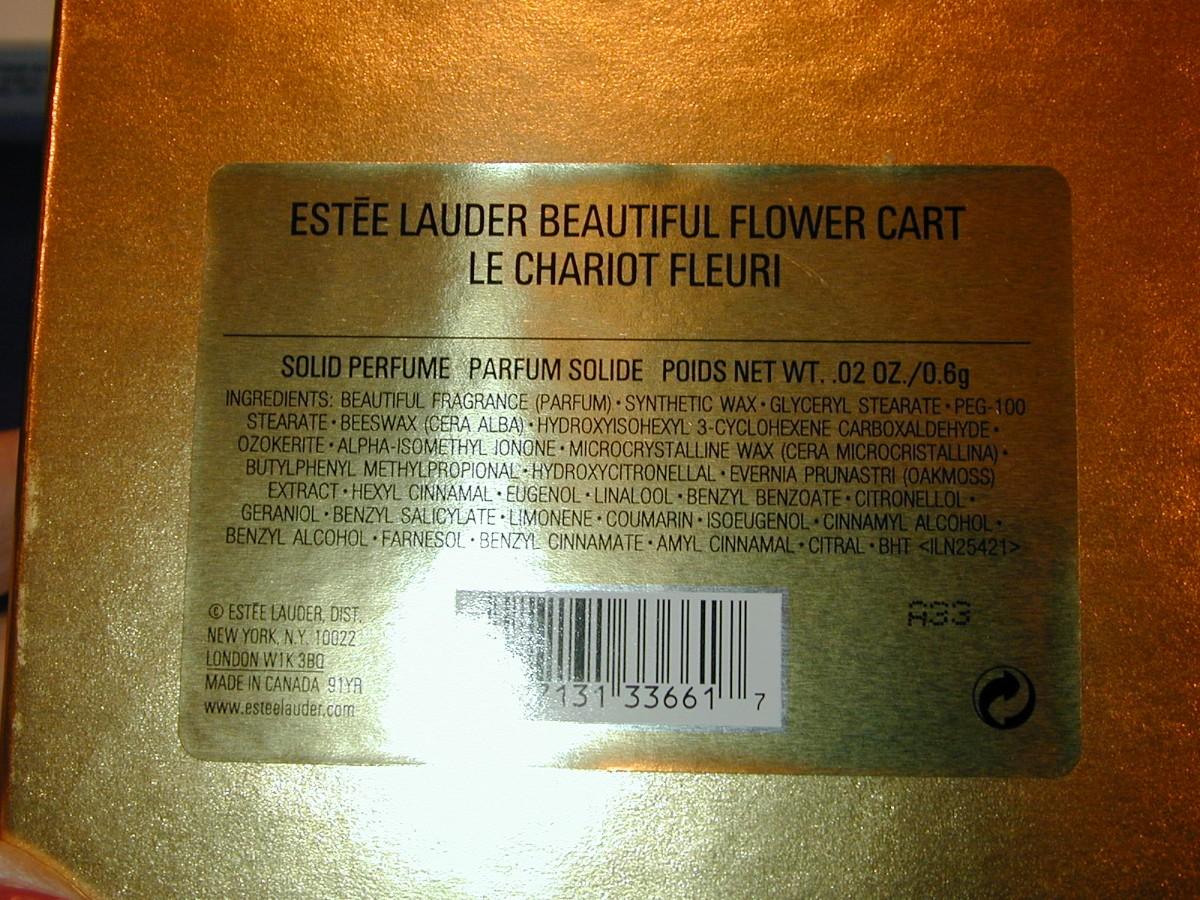 ESTĒE LAUDER BEAUTIFUL FLOWER CART
LE CHARIOT FLEURI
SOLID PERFUME PARFUM SOLIDE POIDS NET WT. .02 OZ./0.6g
INGREDIENTS: BEAUTIFUL FRAGRANCE (PARFUM) • SYNTHETIC WAX • GLYCERYL STEARATE • PEG-100
STEARATE • BEESWAX (CERA ALBA) • HYDROXYISOHEXYL 3-CYCLOHEXENE CARBOXALDEHYDE •
OZOKERITE • ALPHA-ISOMETHYL IONONE • MICROCRYSTALLINE WAX (CERA MICROCRISTALLINA) •
BUTYLPHENYL METHYLPROPIONAL • HYDROXYCITRONELLAL • EVERNIA PRUNASTRI (OAKMOSS)
EXTRACT • HEXYL CINNAMAL • EUGENOL • LINALOOL • BENZYL BENZOATE • CITRONELLOL •
GERANIOL • BENZYL SALICYLATE • LIMONENE • COUMARIN • ISOEUGENOL • CINNAMYL ALCOHOL •
BENZYL ALCOHOL • FARNESOL • BENZYL CINNAMATE • AMYL CINNAMAL • CITRAL • BHT <ILN25421>
© ESTĒE LAUDER, DIST.
NEW YORK, N.Y. 10022
LONDON W1K 3BQ
MADE IN CANADA 91YR
www.esteelauder.com
7131 33661 7
A33